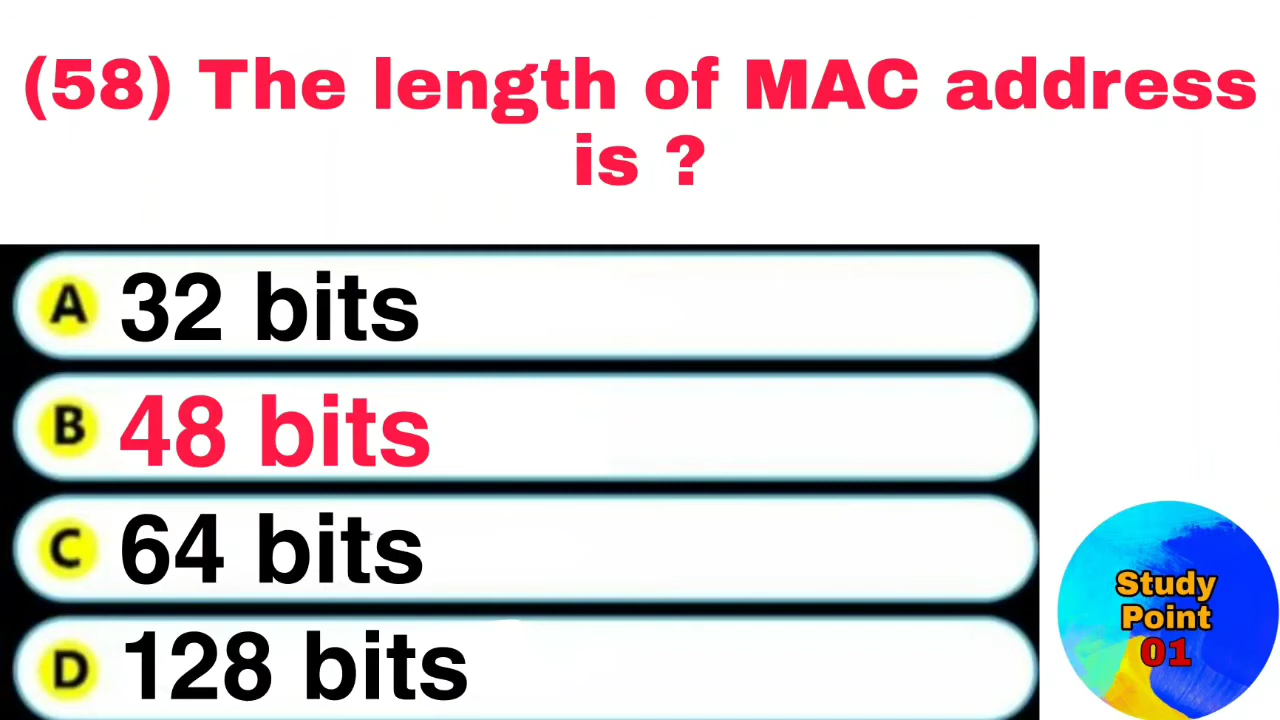 (58) The length of MAC address
is ?
A 32 bits
B 48 bits
C 64 bits
D 128 bits
Study
Point
01